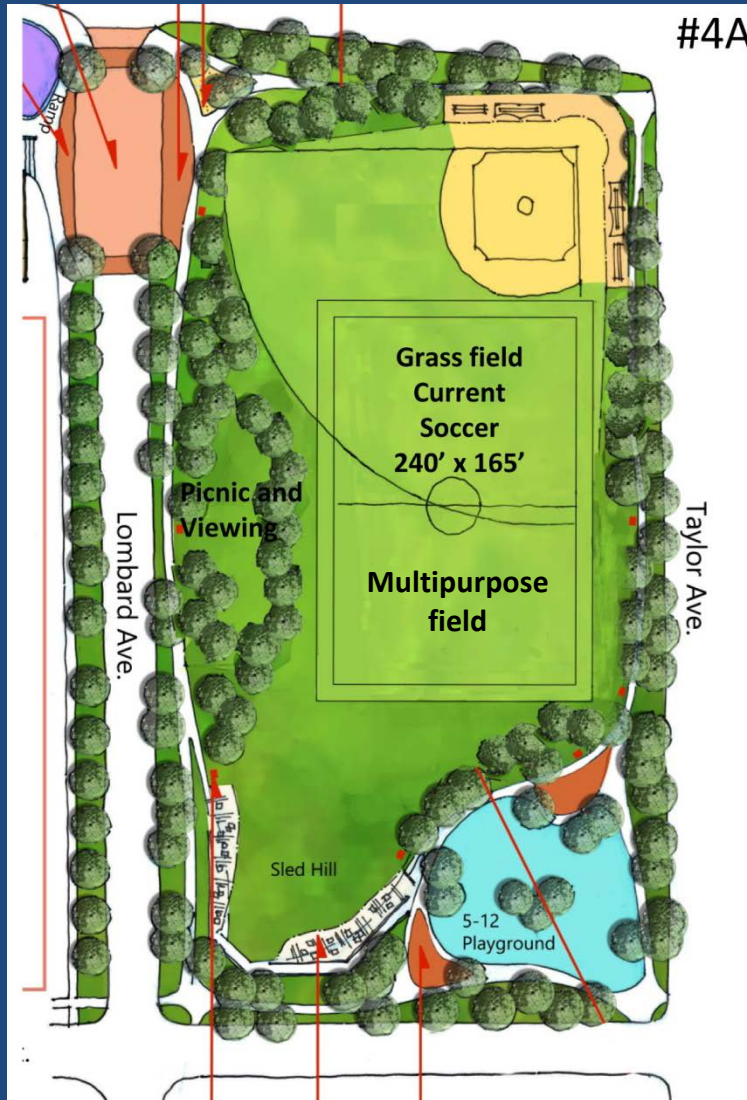 #4A
Ramp
Grass field
Current
Soccer
240’ x 165’
Picnic and
Viewing
Multipurpose
field
Lombard Ave.
Taylor Ave.
Sled Hill
5-12
Playground